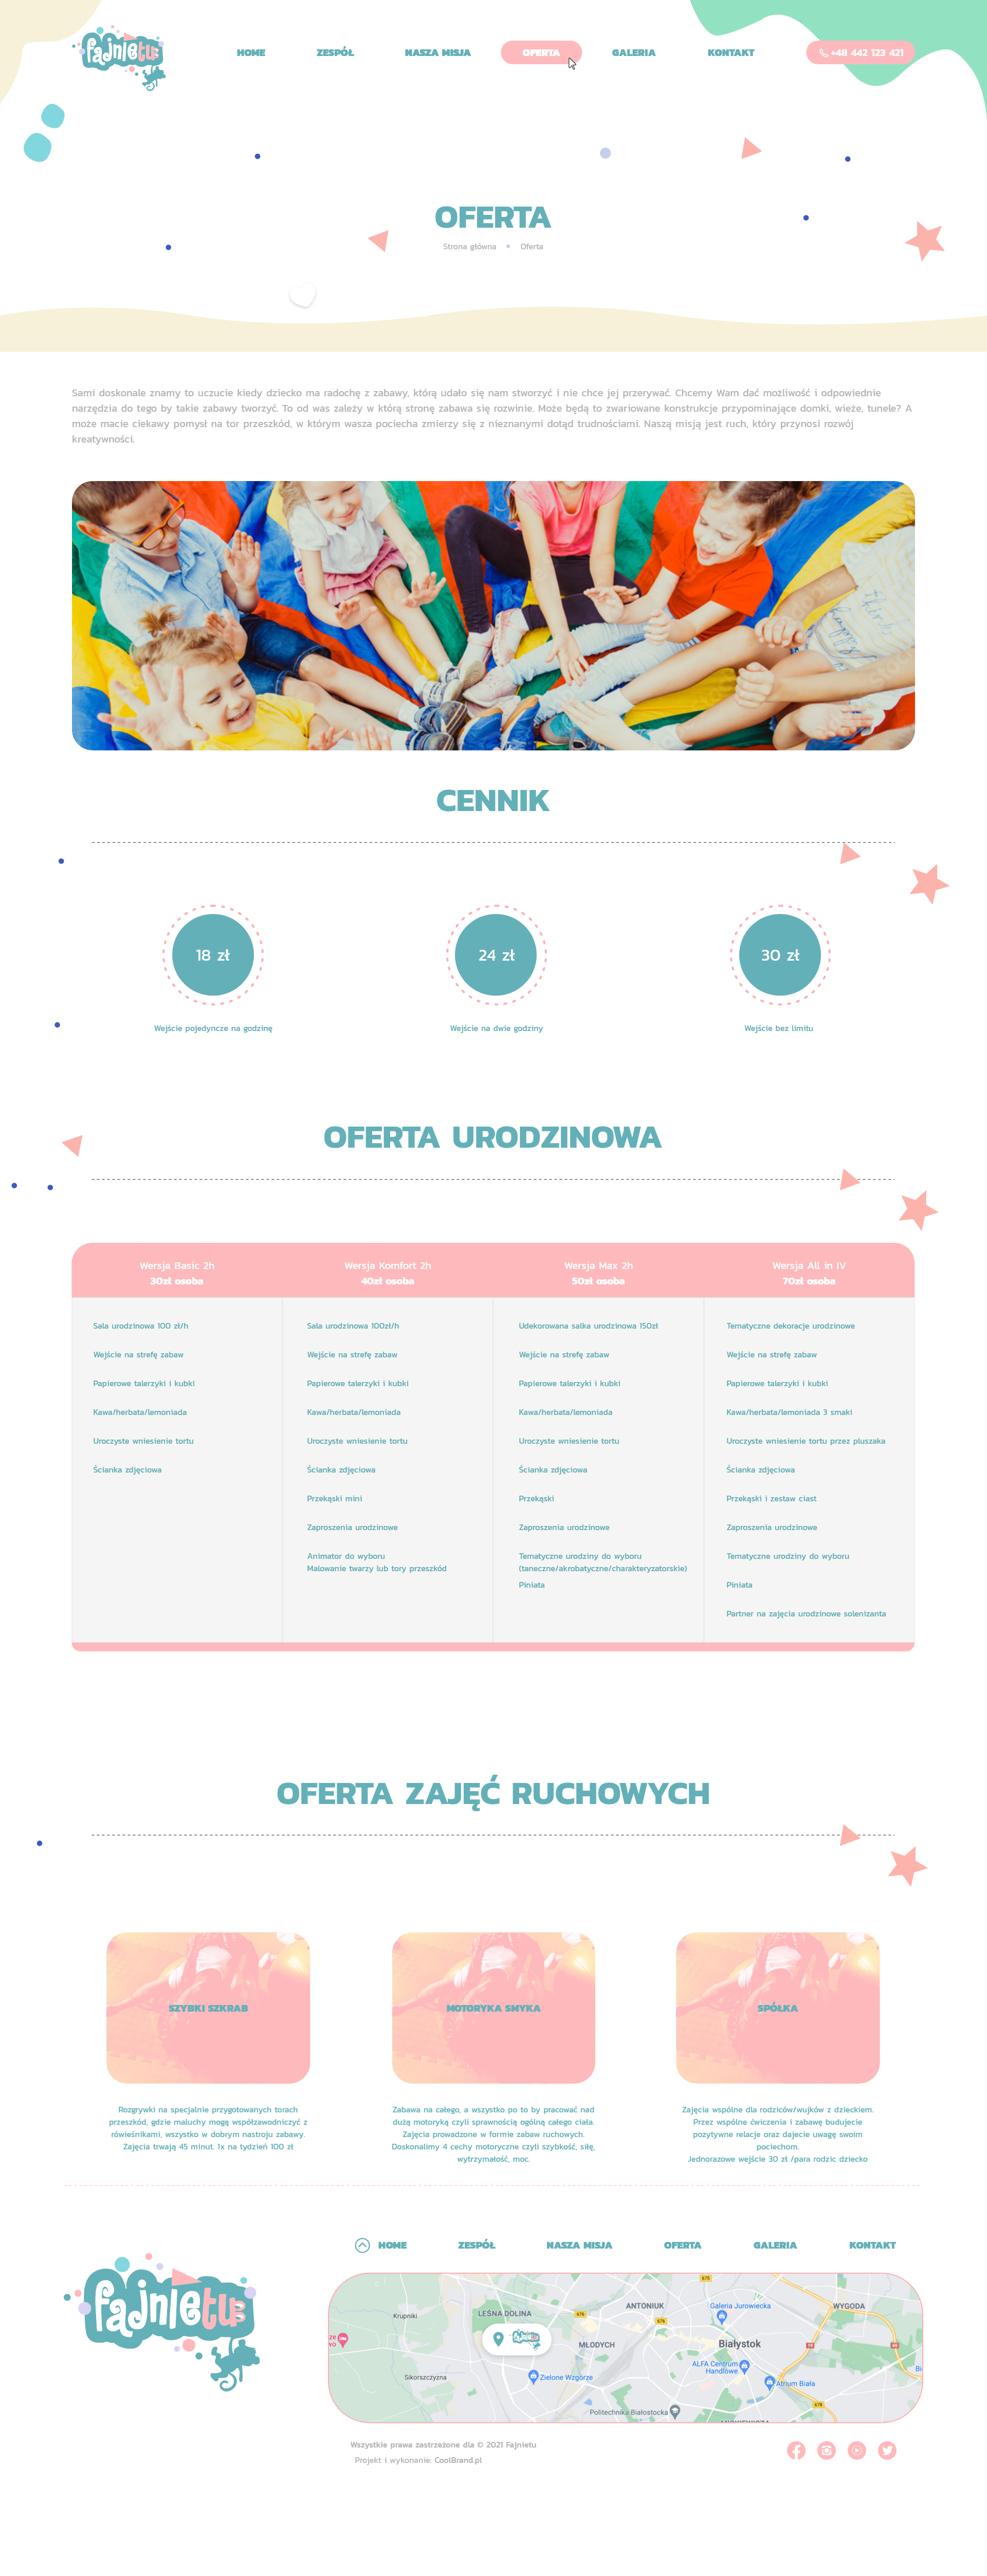 fajnietu
HOME ZESPÓŁ NASZA MISJA OFERTA GALERIA KONTAKT +48 442 123 421
OFERTA
Strona główna Oferta
Sami doskonale znamy to uczucie kiedy dziecko ma radochę z zabawy, którą udało się nam stworzyć i nie chce jej przerywać. Chcemy Wam dać możliwość i odpowiednie
narzędzia do tego by takie zabawy tworzyć. To od was zależy w którą stronę zabawa się rozwinie. Może będą to zwariowane konstrukcje przypominające domki, wieże, tunele? A
może macie ciekawy pomysł na tor przeszkód, w którym wasza pociecha zmierzy się z nieznanymi dotąd trudnościami. Naszą misją jest ruch, który przynosi rozwój
kreatywności.
CENNIK
18 zł 24 zł 30 zł
Wejście pojedyncze na godzinę Wejście na dwie godziny Wejście bez limitu
OFERTA URODZINOWA
Wersja Basic 2h
30zł osoba
Sala urodzinowa 100 zł/h
Wejście na strefę zabaw
Papierowe talerzyki i kubki
Kawa/herbata/lemoniada
Uroczyste wniesienie tortu
Ścianka zdjęciowa
Wersja Komfort 2h
40zł osoba
Sala urodzinowa 100zł/h
Wejście na strefę zabaw
Papierowe talerzyki i kubki
Kawa/herbata/lemoniada
Uroczyste wniesienie tortu
Ścianka zdjęciowa
Przekąski mini
Zaproszenia urodzinowe
Animator do wyboru
Malowanie twarzy lub tory przeszkód
Wersja Max 2h
50zł osoba
Udekorowana salka urodzinowa 150zł
Wejście na strefę zabaw
Papierowe talerzyki i kubki
Kawa/herbata/lemoniada
Uroczyste wniesienie tortu
Ścianka zdjęciowa
Przekąski
Zaproszenia urodzinowe
Tematyczne urodziny do wyboru
(taneczne/akrobatyczne/charakteryzatorskie)
Piniata
Wersja All in IV
70zł osoba
Tematyczne dekoracje urodzinowe
Wejście na strefę zabaw
Papierowe talerzyki i kubki
Kawa/herbata/lemoniada 3 smaki
Uroczyste wniesienie tortu przez pluszaka
Ścianka zdjęciowa
Przekąski i zestaw ciast
Zaproszenia urodzinowe
Tematyczne urodziny do wyboru
Piniata
Partner na zajęcia urodzinowe solenizanta
OFERTA ZAJĘĆ RUCHOWYCH
SZYBKI SZKRAB
Rozgrywki na specjalnie przygotowanych torach
przeszkód, gdzie maluchy mogą współzawodniczyć z
rówieśnikami, wszystko w dobrym nastroju zabawy.
Zajęcia trwają 45 minut. 1x na tydzień 100 zł
MOTORYKA SMYKA
Zabawa na całego, a wszystko po to by pracować nad
dużą motoryką czyli sprawnością ogólną całego ciała.
Zajęcia prowadzone w formie zabaw ruchowych.
Doskonalimy 4 cechy motoryczne czyli szybkość, siłę,
wytrzymałość, moc.
SPÓŁKA
Zajęcia wspólne dla rodziców/wujków z dzieckiem.
Przez wspólne ćwiczenia i zabawę budujecie
pozytywne relacje oraz dajecie uwagę swoim
pociechom.
Jednorazowe wejście 30 zł /para rodzic dziecko
HOME ZESPÓŁ NASZA MISJA OFERTA GALERIA KONTAKT
fajnietu
675
ANTONIUK
Galeria Jurowiecka
WYGODA
Krupniki
LEŚNA DOLINA
676
676
MŁODYCH
Białystok
19
ALFA Centrum
Handlowe
Sikorszczyzna
Zielone Wzgórze
Atrium Biała
678
Politechnika Białostocka
Wszystkie prawa zastrzeżone dla © 2021 Fajnietu
Projekt i wykonanie: CoolBrand.pl